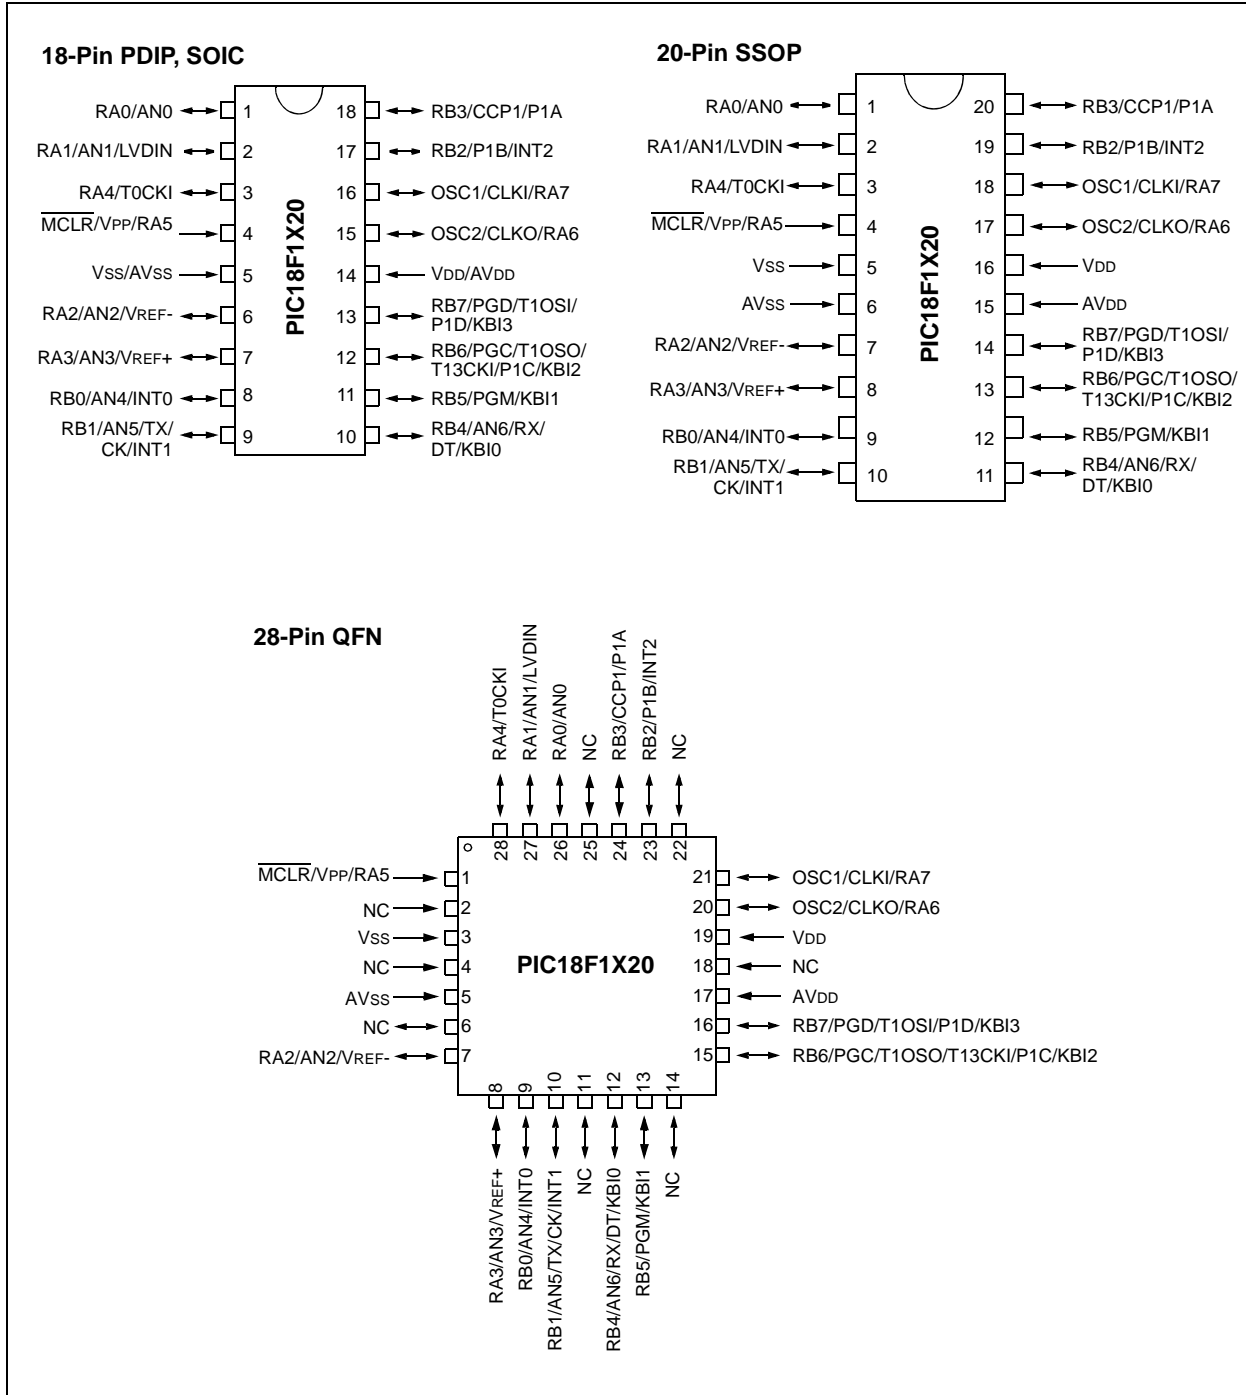 18-Pin PDIP, SOIC
RA0/AN0 1 18 RB3/CCP1/P1A
RA1/AN1/LVDIN 2 17 RB2/P1B/INT2
RA4/T0CKI 3 16 OSC1/CLKI/RA7
MCLR/VPP/RA5 4 15 OSC2/CLKO/RA6
VSS/AVSS 5 14 VDD/AVDD
RA2/AN2/VREF- 6 13 RB7/PGD/T1OSI/
P1D/KBI3
RA3/AN3/VREF+ 7 12 RB6/PGC/T1OSO/
T13CKI/P1C/KBI2
RB0/AN4/INT0 8 11 RB5/PGM/KBI1
RB1/AN5/TX/ 9 10 RB4/AN6/RX/
CK/INT1 DT/KBI0
PIC18F1X20
20-Pin SSOP
RA0/AN0 1 20 RB3/CCP1/P1A
RA1/AN1/LVDIN 2 19 RB2/P1B/INT2
RA4/T0CKI 3 18 OSC1/CLKI/RA7
MCLR/VPP/RA5 4 17 OSC2/CLKO/RA6
VSS 5 16 VDD
AVSS 6 15 AVDD
RA2/AN2/VREF- 7 14 RB7/PGD/T1OSI/
P1D/KBI3
RA3/AN3/VREF+ 8 13 RB6/PGC/T1OSO/
T13CKI/P1C/KBI2
RB0/AN4/INT0 9 12 RB5/PGM/KBI1
RB1/AN5/TX/ 10 11 RB4/AN6/RX/
CK/INT1 DT/KBI0
PIC18F1X20
28-Pin QFN
RA4/T0CKI 28
RA1/AN1/LVDIN 27
RA0/AN0 26
NC 25
RB3/CCP1/P1A 24
RB2/P1B/INT2 23
NC 22
MCLR/VPP/RA5 1
NC 2
VSS 3
NC 4
AVSS 5
NC 6
RA2/AN2/VREF- 7
PIC18F1X20
21 OSC1/CLKI/RA7
20 OSC2/CLKO/RA6
19 VDD
18 NC
17 AVDD
16 RB7/PGD/T1OSI/P1D/KBI3
15 RB6/PGC/T1OSO/T13CKI/P1C/KBI2
8 RA3/AN3/VREF+
9 RB0/AN4/INT0
10 RB1/AN5/TX/CK/INT1
11 NC
12 RB4/AN6/RX/DT/KBI0
13 RB5/PGM/KBI1
14 NC